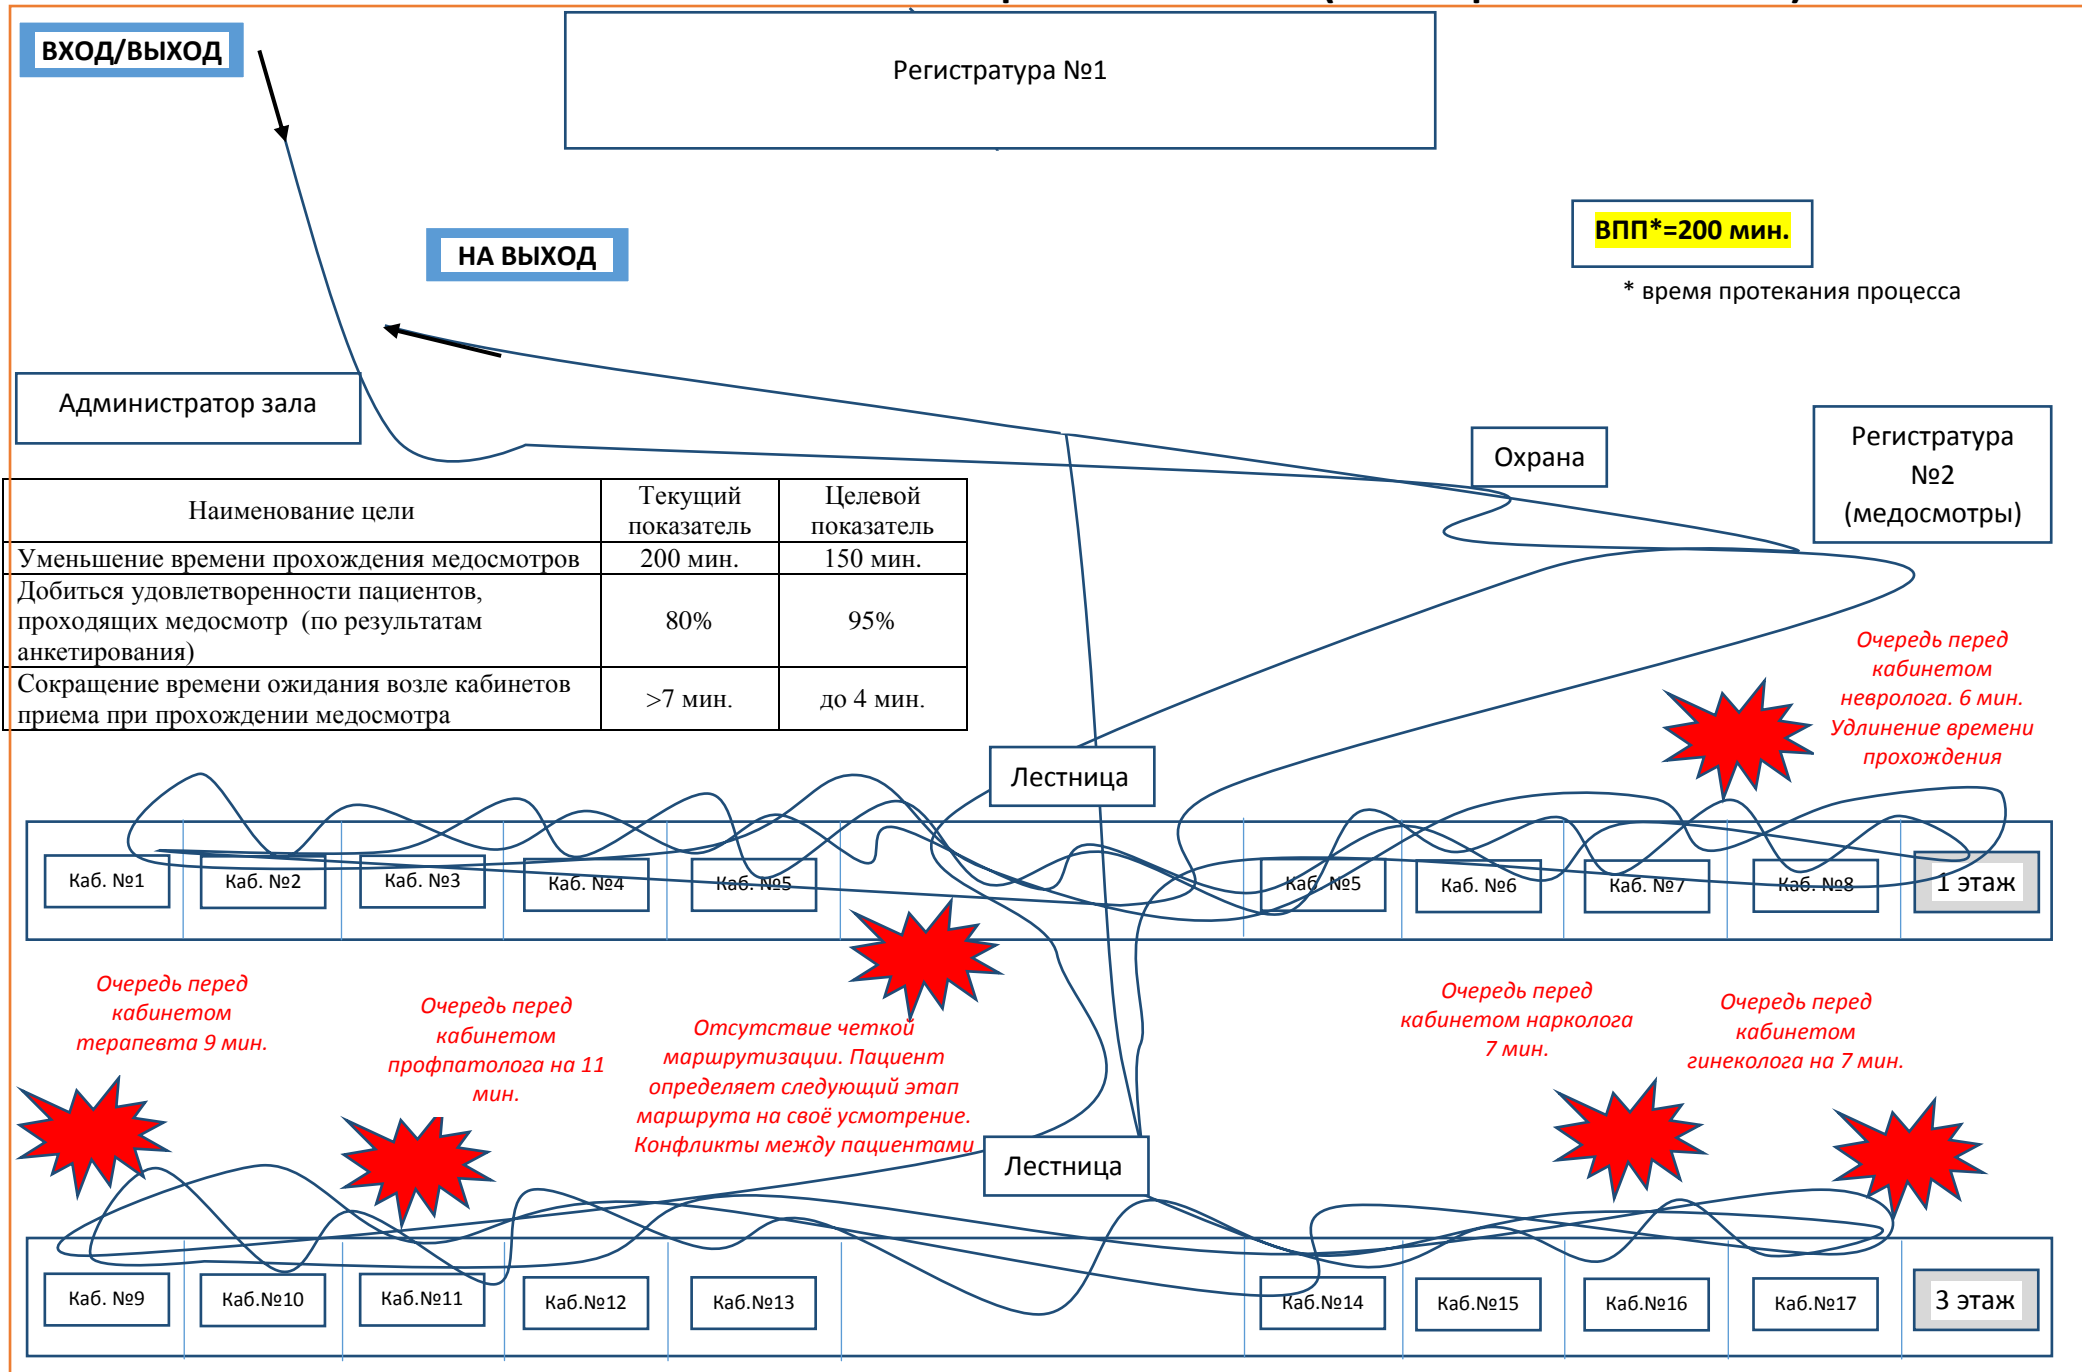 ВХОД/ВЫХОД
Регистратура №1
НА ВЫХОД
ВПП*=200 мин.
* время протекания процесса
Администратор зала
Охрана
Регистратура
№2
(медосмотры)
Наименование цели
Текущий
показатель
Целевой
показатель
Уменьшение времени прохождения медосмотров
200 мин.
150 мин.
Добиться удовлетворенности пациентов,
проходящих медосмотр (по результатам
анкетирования)
80%
95%
Сокращение времени ожидания возле кабинетов
приема при прохождении медосмотра
>7 мин.
до 4 мин.
Очередь перед
кабинетом
невролога. 6 мин.
Удлинение времени
прохождения
Лестница
Каб. №1
Каб. №2
Каб. №3
Каб. №4
Каб. №5
Каб. №5
Каб. №6
Каб. №7
Каб. №8
1 этаж
Очередь перед
кабинетом
терапевта 9 мин.
Очередь перед
кабинетом
профпатолога на 11
мин.
Отсутствие четкой
маршрутизации. Пациент
определяет следующий этап
маршрута на своё усмотрение.
Конфликты между пациентами
Очередь перед
кабинетом нарколога
7 мин.
Очередь перед
кабинетом
гинеколога на 7 мин.
Лестница
Каб. №9
Каб.№10
Каб.№11
Каб.№12
Каб.№13
Каб.№14
Каб.№15
Каб.№16
Каб.№17
3 этаж